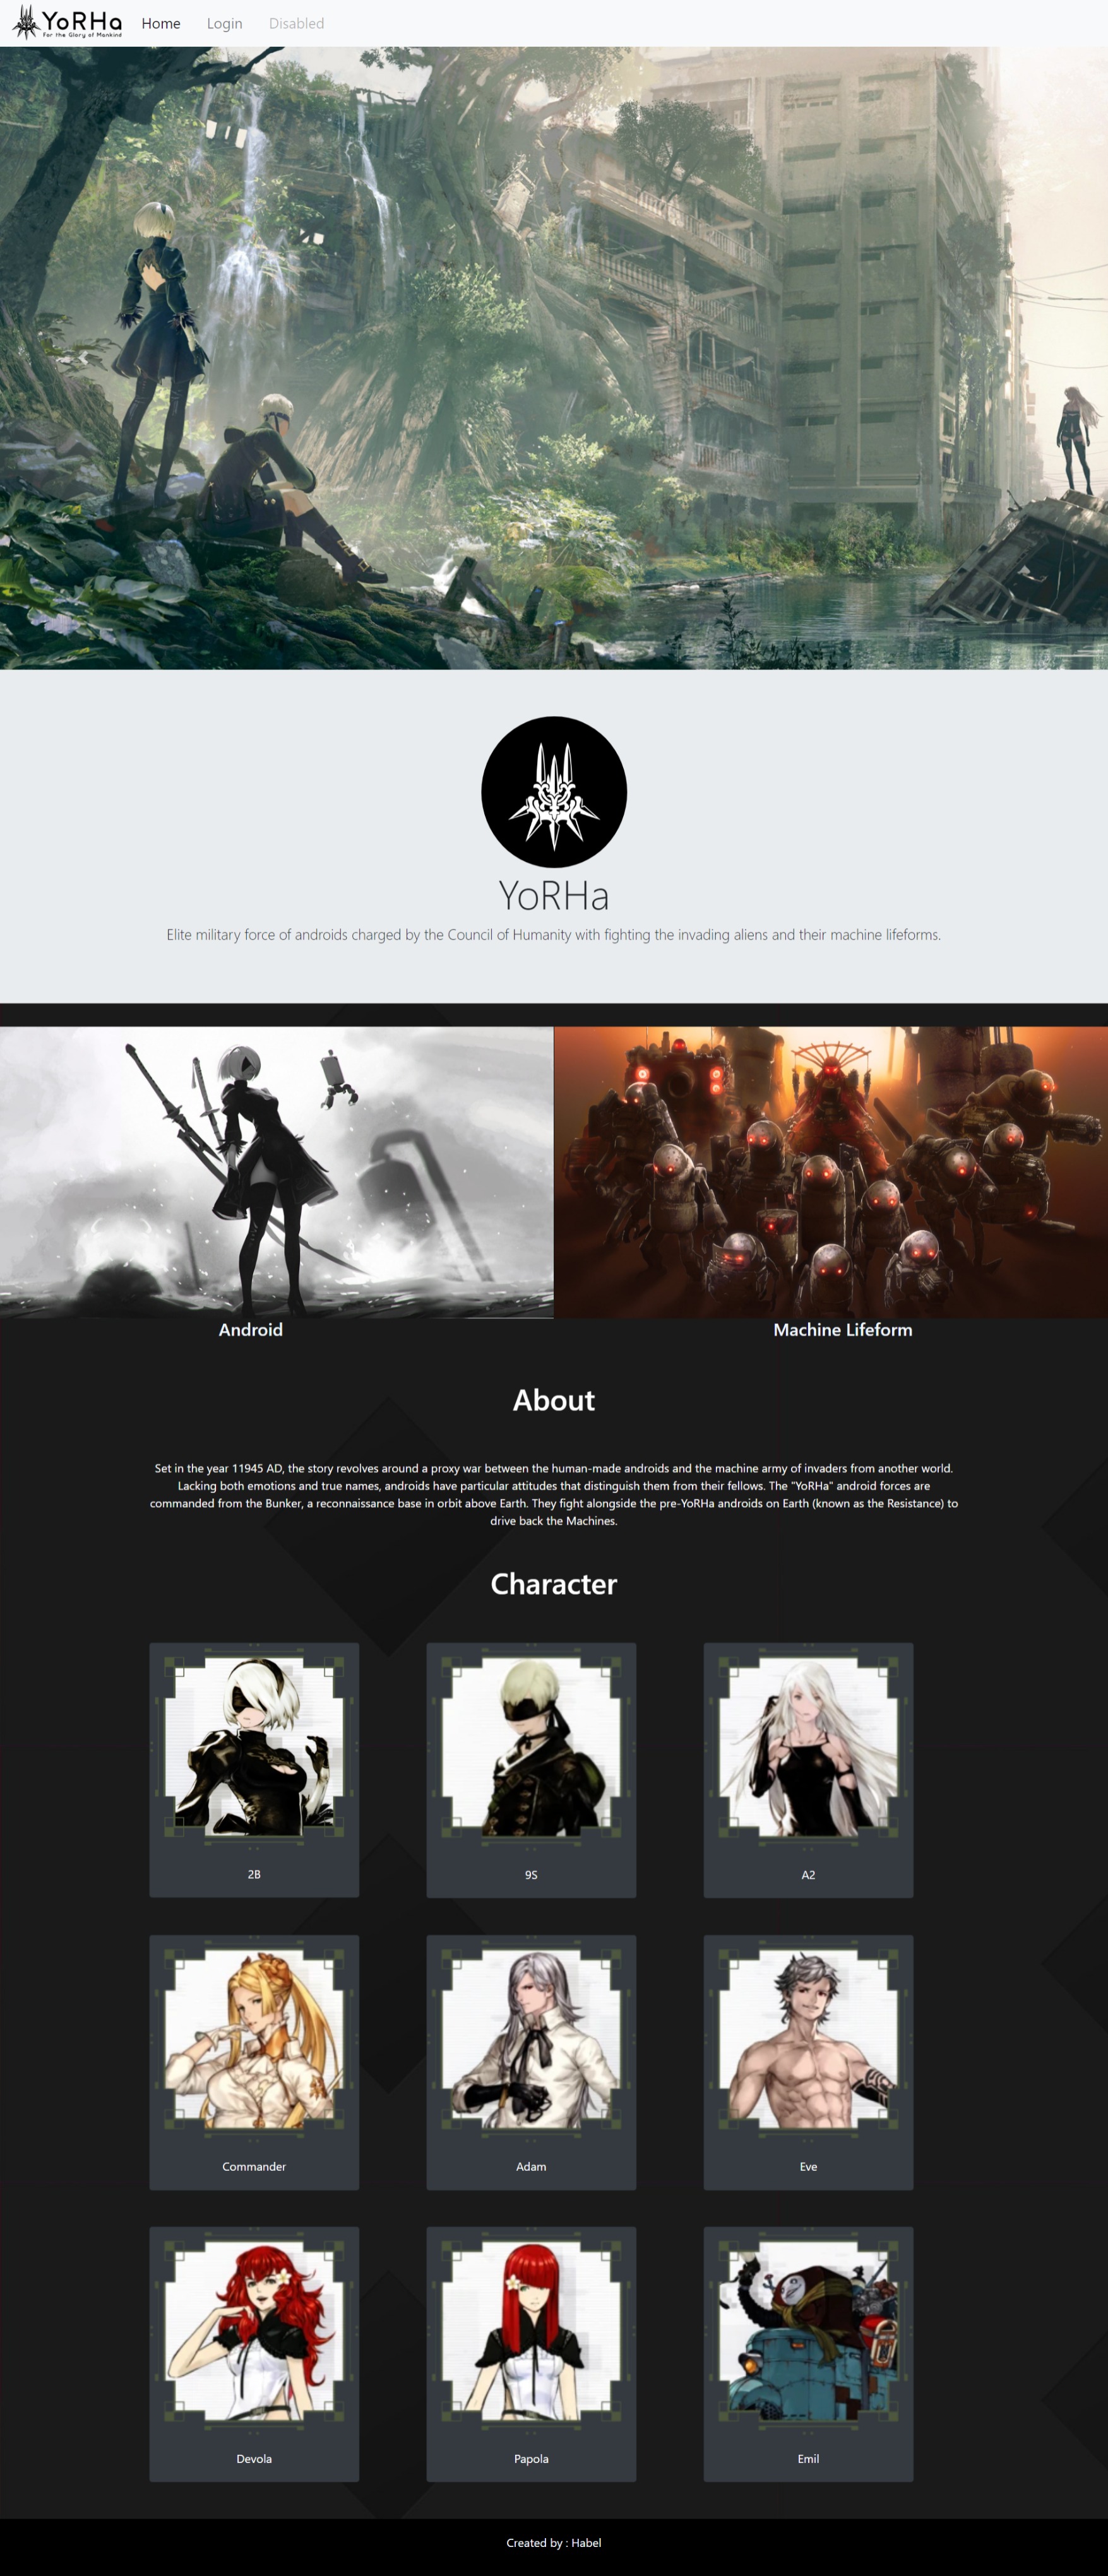 YoRHa
For the Glory of Mankind
Home
Login
Disabled
YoRHa
Elite military force of androids charged by the Council of Humanity with fighting the invading aliens and their machine lifeforms.
Android
Machine Lifeform
About
Set in the year 11945 AD, the story revolves around a proxy war between the human-made androids and the machine army of invaders from another world.
Lacking both emotions and true names, androids have particular attitudes that distinguish them from their fellows. The "YoRHa" android forces are
commanded from the Bunker, a reconnaissance base in orbit above Earth. They fight alongside the pre-YoRHa androids on Earth (known as the Resistance) to
drive back the Machines.
Character
2B
9S
A2
Commander
Adam
Eve
Devola
Papola
Emil
Created by : Habel